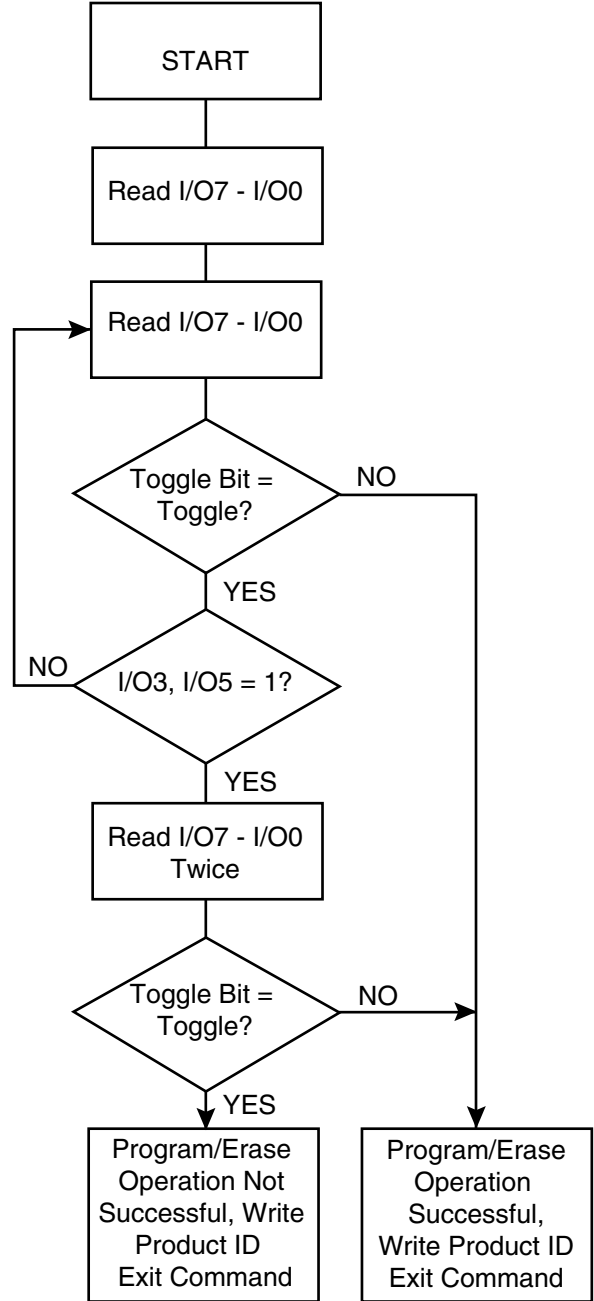 START
Read I/O7 - I/O0
Read I/O7 - I/O0
Toggle Bit =
Toggle?
NO
YES
NO
I/O3, I/O5 = 1?
YES
Read I/O7 - I/O0
Twice
Toggle Bit =
Toggle?
NO
YES
Program/Erase
Operation Not
Successful, Write
Product ID
Exit Command
Program/Erase
Operation
Successful,
Write Product ID
Exit Command